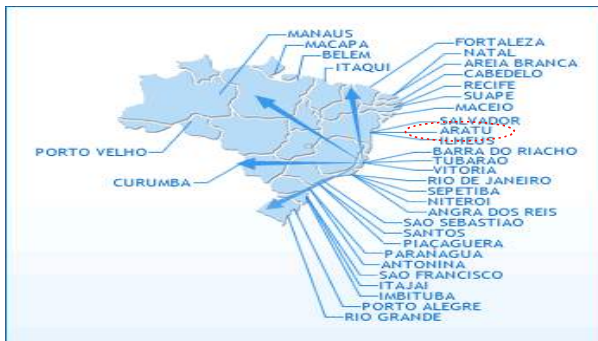 MANAUS
MACAPA
BELEM
ITAQUI
FORTALEZA
NATAL
AREIA BRANCA
CABEDELO
RECIFE
SUAPE
MACEIO
SALVADOR
ARATU
ILHEUS
BARRA DO RIACHO
TUBARAO
VITORIA
RIO DE JANEIRO
SEPETIBA
NITEROI
ANGRA DOS REIS
SAO SEBASTIAO
SANTOS
PIAÇAGUERA
PARANAGUA
ANTONINA
SAO FRANCISCO
ITAJAI
IMBITUBA
PORTO ALEGRE
RIO GRANDE
PORTO VELHO
CURUMBA